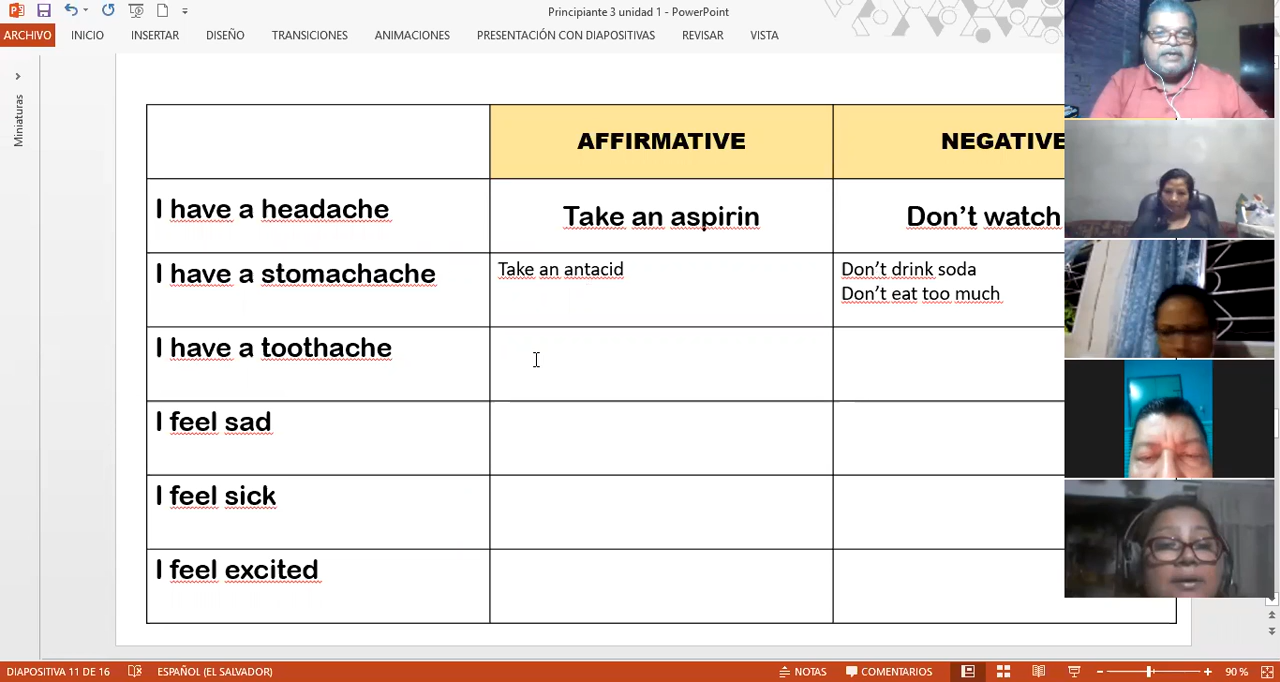 Principiante 3 unidad 1 - PowerPoint
ARCHIVO INICIO INSERTAR DISEÑO TRANSICIONES ANIMACIONES PRESENTACIÓN CON DIAPOSITIVAS REVISAR VISTA
Miniaturas
AFFIRMATIVE NEGATIVE
I have a headache Take an aspirin Don’t watch
I have a stomachache Take an antacid Don’t drink soda
Don’t eat too much
I have a toothache
I feel sad
I feel sick
I feel excited
DIAPOSITIVA 11 DE 16 ESPAÑOL (EL SALVADOR) NOTAS COMENTARIOS 90 %